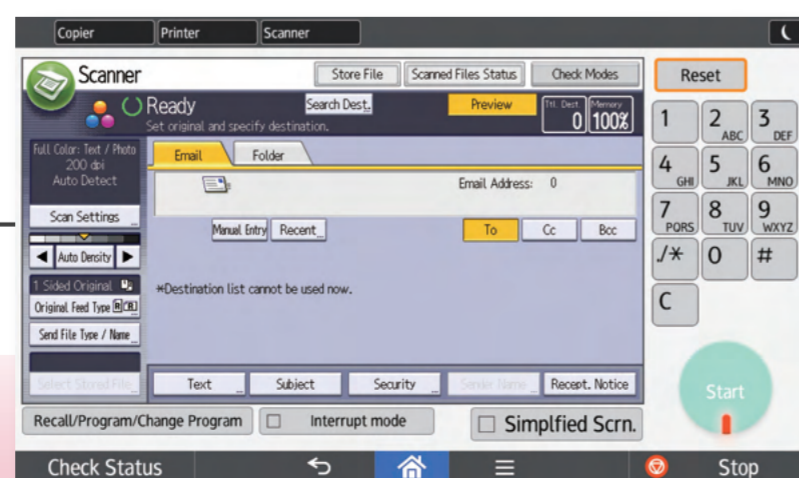 Copier Printer Scanner
Scanner Store File Scanned Files Status Check Modes Reset
Ready Search Dest. Preview Ttl. Dest. 0 Memory 100%
Set original and specify destination.
Full Color: Text / Photo
200 dpi
Auto Detect
Email Folder
Email Address: 0
Scan Settings
Manual Entry Recent To Cc Bcc
Auto Density
1 Sided Original
*Destination list cannot be used now.
Original Feed Type R R
Send File Type / Name
Select Stored File
Text Subject Security Sender Name Recept. Notice
1 2 ABC 3 DEF
4 GHI 5 JKL 6 MNO
7 PQRS 8 TUV 9 WXYZ
./* 0 #
C
Start
Recall/Program/Change Program Interrupt mode Simplfied Scrn.
Check Status Stop